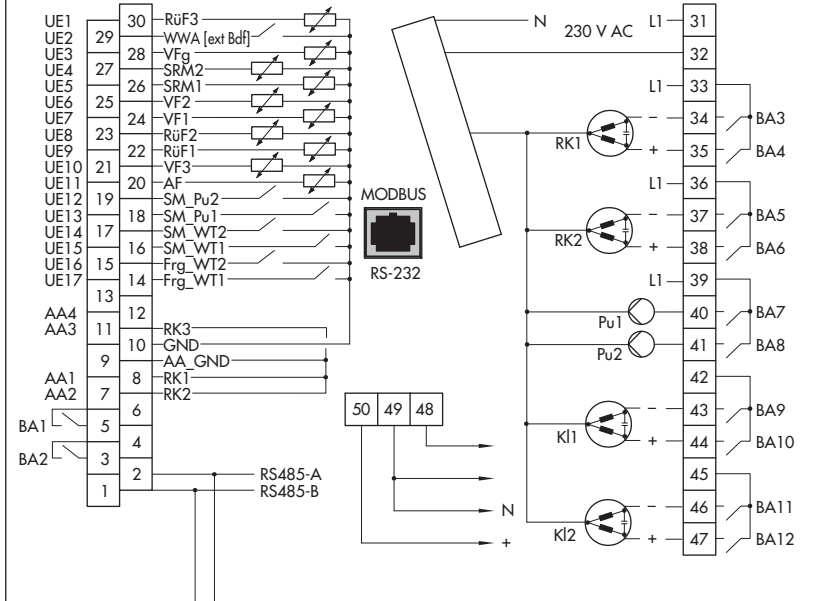 UE1 30 RüF3
UE2 29 WWA [ext Bdf]
UE3 28 VFg
UE4 27 SRM2
UE5 26 SRM1
UE6 25 VF2
UE7 24 VF1
UE8 23 RüF2
UE9 22 RüF1
UE10 21 VF3
UE11 20 AF
UE12 19 SM_Pu2
UE13 18 SM_Pu1
UE14 17 SM_WT2
UE15 16 SM_WT1
UE16 15 Frg_WT2
UE17 14 Frg_WT1
13
AA4 12
AA3 11 RK3
10 GND
9 AA_GND
AA1 8 RK1
AA2 7 RK2
6
BA1 5
4
BA2 3
2 RS485-A
1 RS485-B
MODBUS
RS-232
50 49 48
N
+
N 230 V AC L1 31
32
L1 33
RK1 − 34 BA3
+ 35 BA4
L1 36
RK2 − 37 BA5
+ 38 BA6
L1 39
Pu1 40 BA7
Pu2 41 BA8
42
Kl1 − 43 BA9
+ 44 BA10
45
Kl2 − 46 BA11
+ 47 BA12